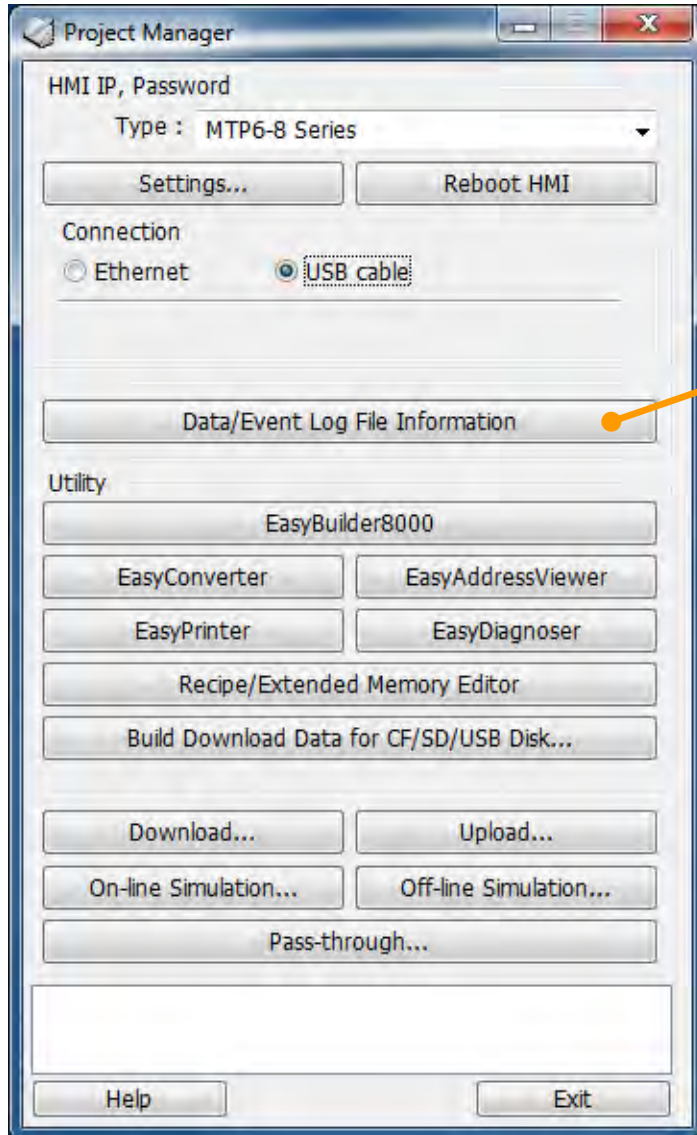 Project Manager
HMI IP, Password
Type : MTP6-8 Series
Settings... Reboot HMI
Connection
Ethernet USB cable
Data/Event Log File Information
Utility
EasyBuilder8000
EasyConverter EasyAddressViewer
EasyPrinter EasyDiagnoser
Recipe/Extended Memory Editor
Build Download Data for CF/SD/USB Disk...
Download... Upload...
On-line Simulation... Off-line Simulation...
Pass-through...
Help Exit